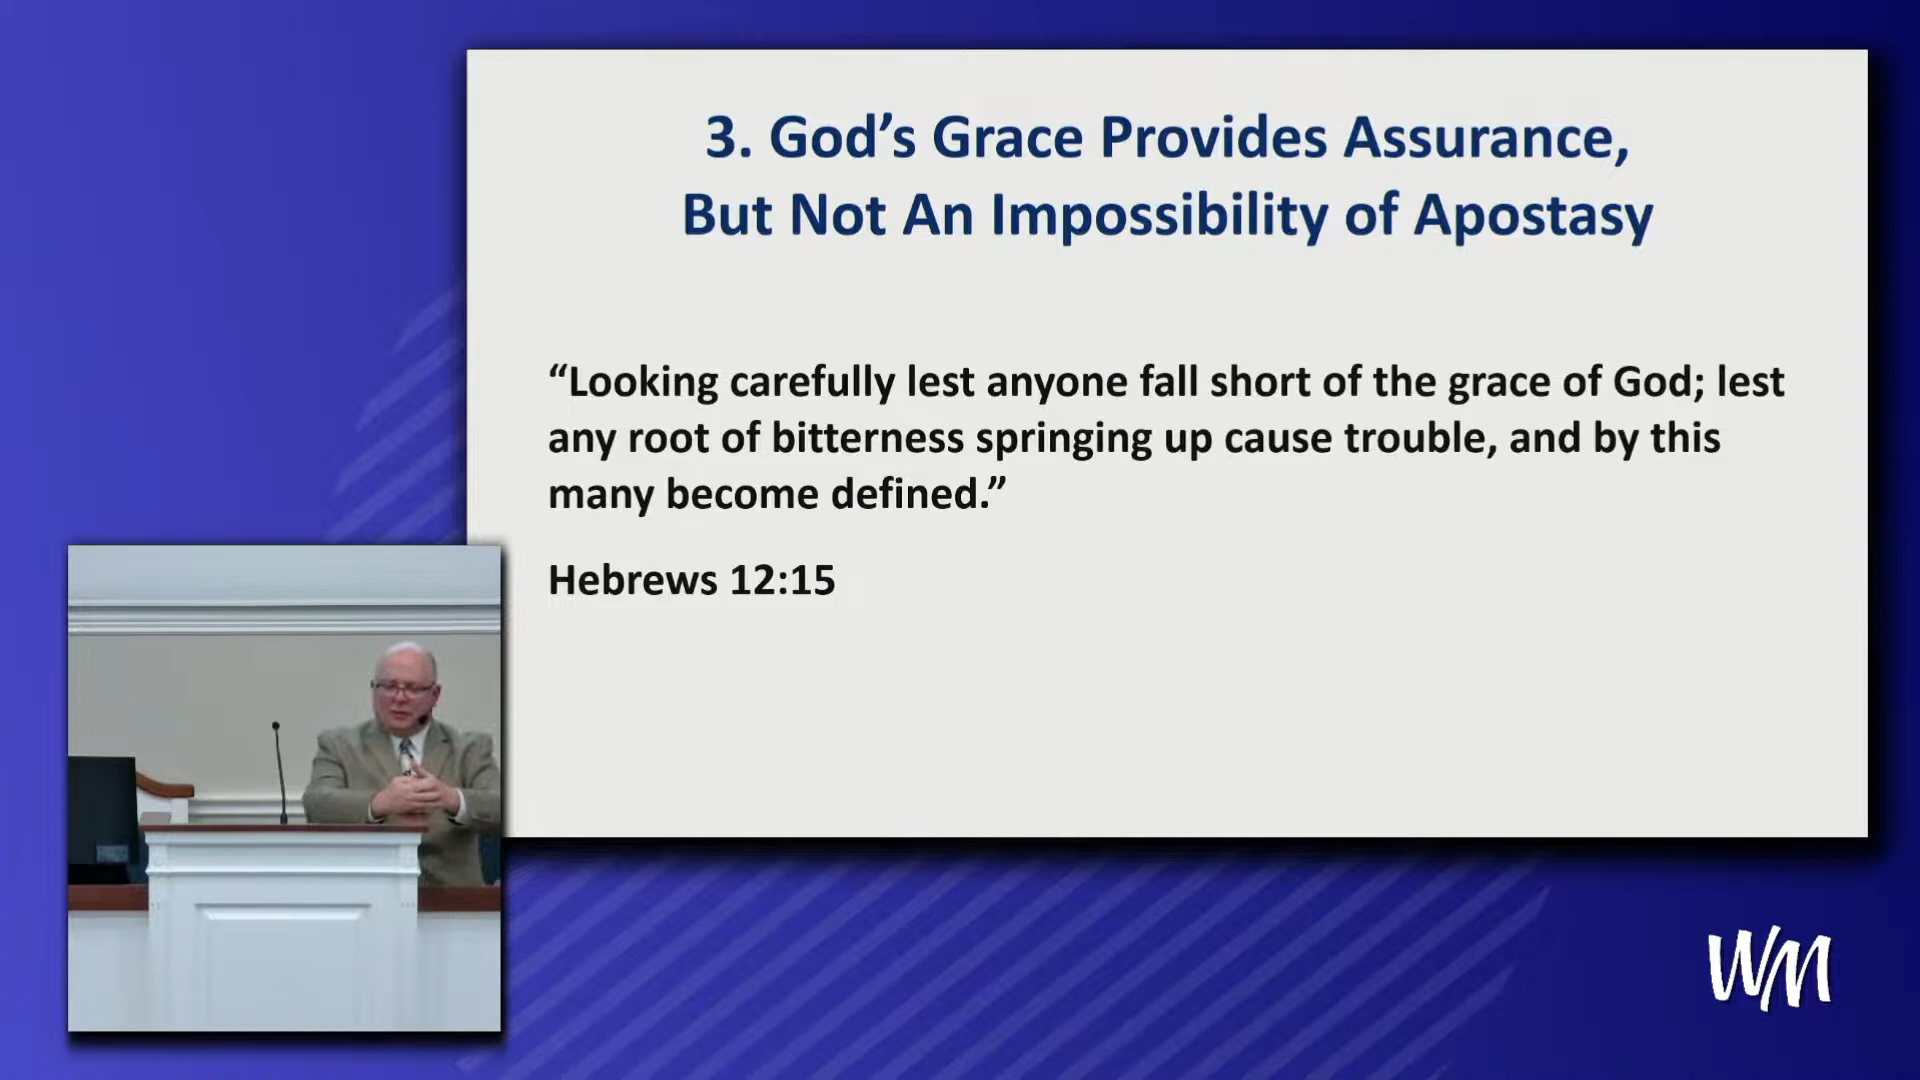 3. God’s Grace Provides Assurance,
But Not An Impossibility of Apostasy
“Looking carefully lest anyone fall short of the grace of God; lest
any root of bitterness springing up cause trouble, and by this
many become defined.”
Hebrews 12:15
WM